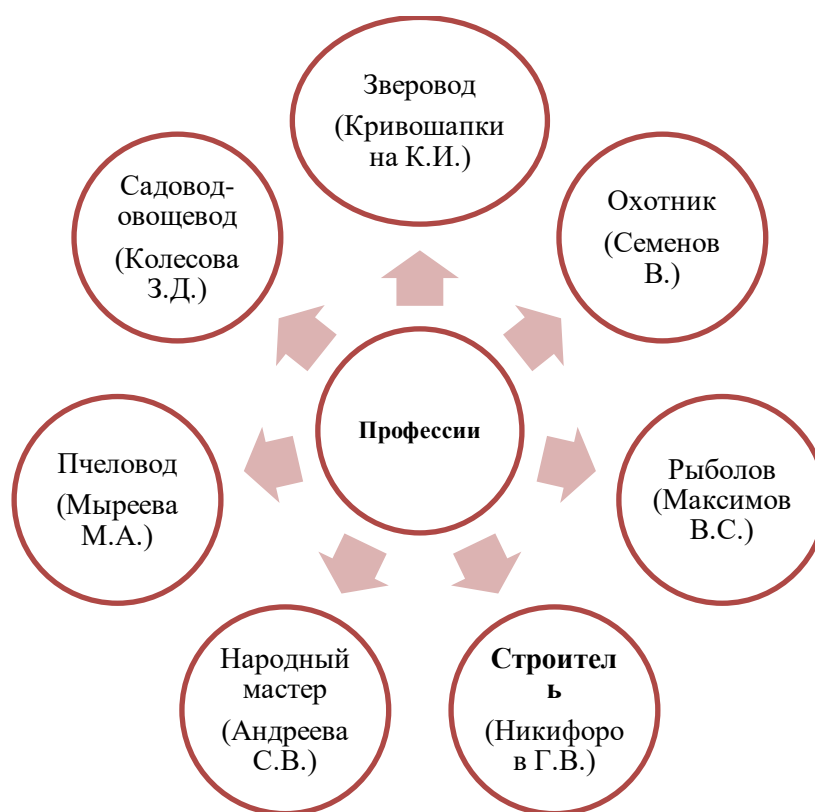 Зверовод
(Кривошапки
на К.И.)
Охотник
(Семенов
В.)
Рыболов
(Максимов
В.С.)
Строител
ь
(Никифоро
в Г.В.)
Народный
мастер
(Андреева
С.В.)
Пчеловод
(Мыреева
М.А.)
Садовод-
овощевод
(Колесова
З.Д.)
Профессии